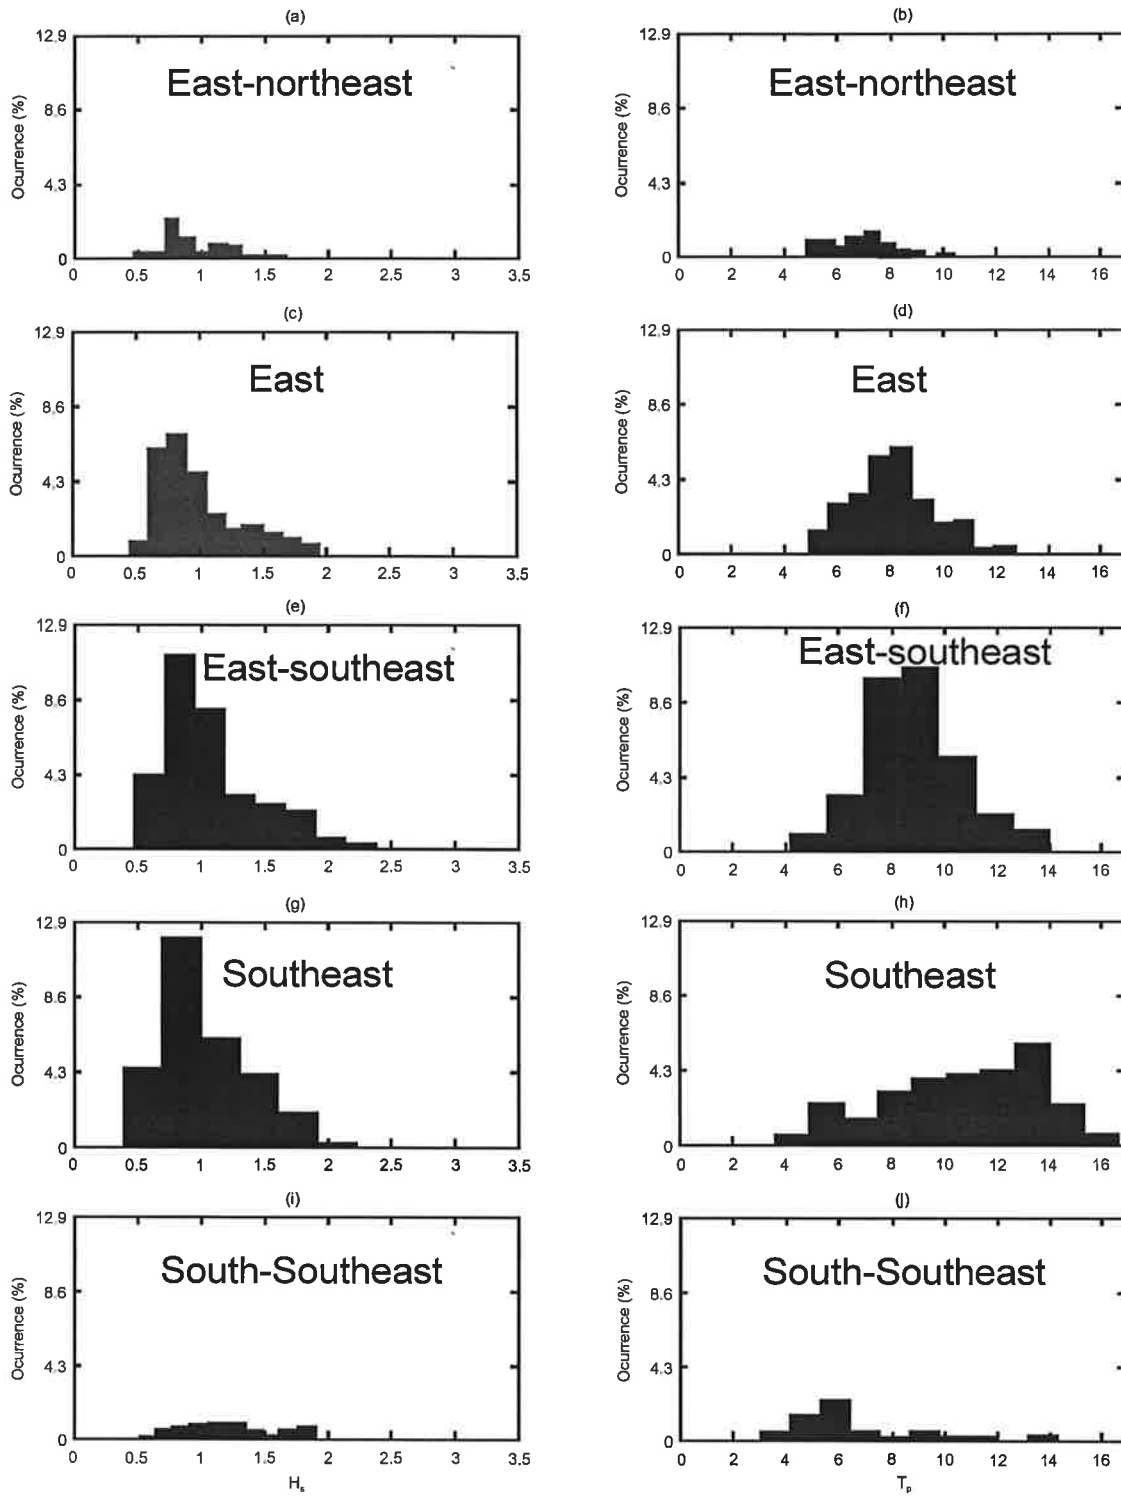 (a)
12.9
8.6
4.3
0
Ocurrence (%)
East-northeast
0 0.5 1 1.5 2 2.5 3 3.5
(b)
12.9
8.6
4.3
0
Ocurrence (%)
East-northeast
0 2 4 6 8 10 12 14 16
(c)
12.9
8.6
4.3
0
Ocurrence (%)
East
0 0.5 1 1.5 2 2.5 3 3.5
(d)
12.9
8.6
4.3
0
Ocurrence (%)
East
0 2 4 6 8 10 12 14 16
(e)
12.9
8.6
4.3
0
Ocurrence (%)
East-southeast
0 0.5 1 1.5 2 2.5 3 3.5
(f)
12.9
8.6
4.3
0
Ocurrence (%)
East-southeast
0 2 4 6 8 10 12 14 16
(g)
12.9
8.6
4.3
0
Ocurrence (%)
Southeast
0 0.5 1 1.5 2 2.5 3 3.5
(h)
12.9
8.6
4.3
0
Ocurrence (%)
Southeast
0 2 4 6 8 10 12 14 16
(i)
12.9
8.6
4.3
0
Ocurrence (%)
South-Southeast
0 0.5 1 1.5 2 2.5 3 3.5
Hs
(j)
12.9
8.6
4.3
0
Ocurrence (%)
South-Southeast
0 2 4 6 8 10 12 14 16
Tp